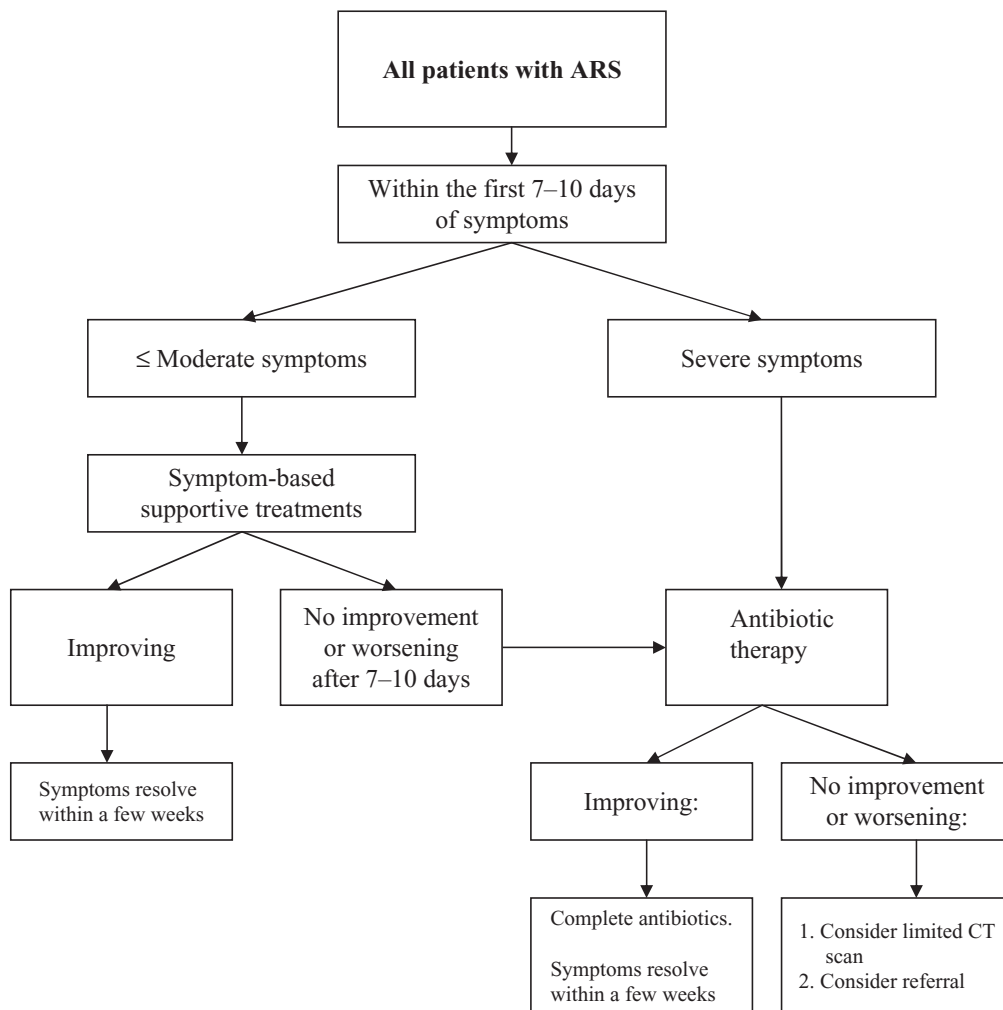 All patients with ARS
Within the first 7–10 days
of symptoms
≤ Moderate symptoms
Severe symptoms
Symptom-based
supportive treatments
Improving
No improvement
or worsening
after 7–10 days
Antibiotic
therapy
Symptoms resolve
within a few weeks
Improving:
No improvement
or worsening:
Complete antibiotics.
Symptoms resolve
within a few weeks
1. Consider limited CT
scan
2. Consider referral